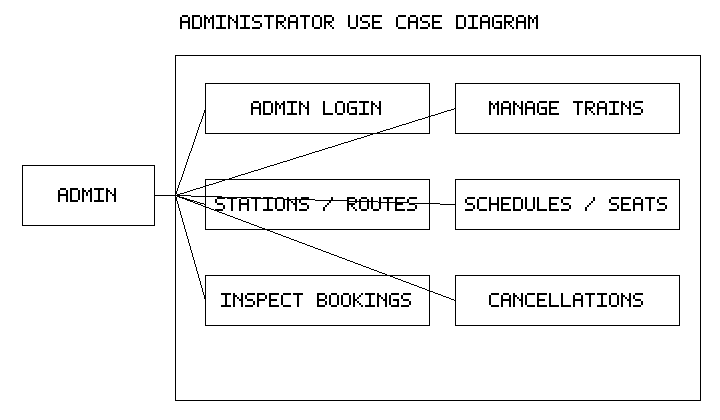 ADMINISTRATOR USE CASE DIAGRAM
ADMIN LOGIN
MANAGE TRAINS
ADMIN
STATIONS / ROUTES
SCHEDULES / SEATS
INSPECT BOOKINGS
CANCELLATIONS